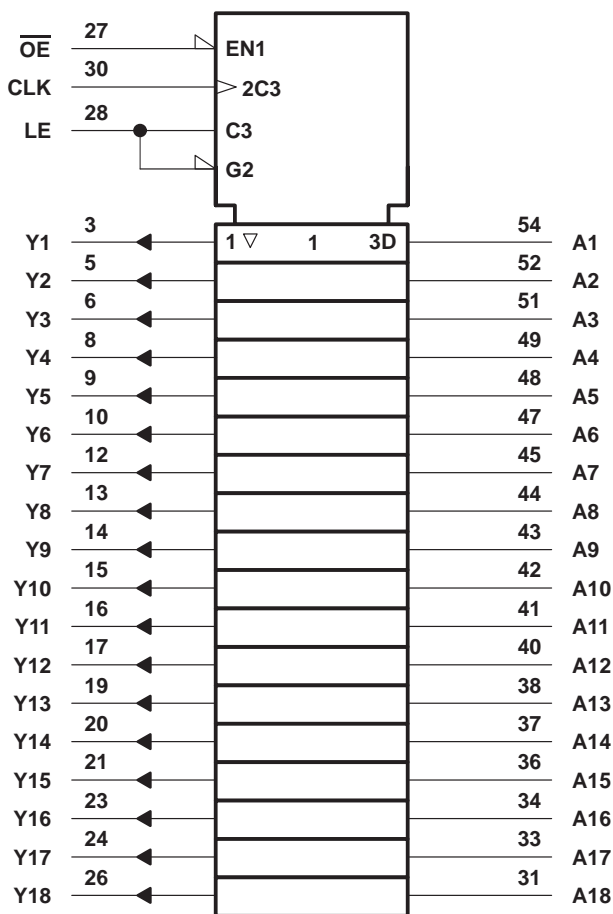 OE 27 EN1
CLK 30 2C3
LE 28 C3
G2
Y1 3 1 ▽ 1 3D 54 A1
Y2 5 52 A2
Y3 6 51 A3
Y4 8 49 A4
Y5 9 48 A5
Y6 10 47 A6
Y7 12 45 A7
Y8 13 44 A8
Y9 14 43 A9
Y10 15 42 A10
Y11 16 41 A11
Y12 17 40 A12
Y13 19 38 A13
Y14 20 37 A14
Y15 21 36 A15
Y16 23 34 A16
Y17 24 33 A17
Y18 26 31 A18